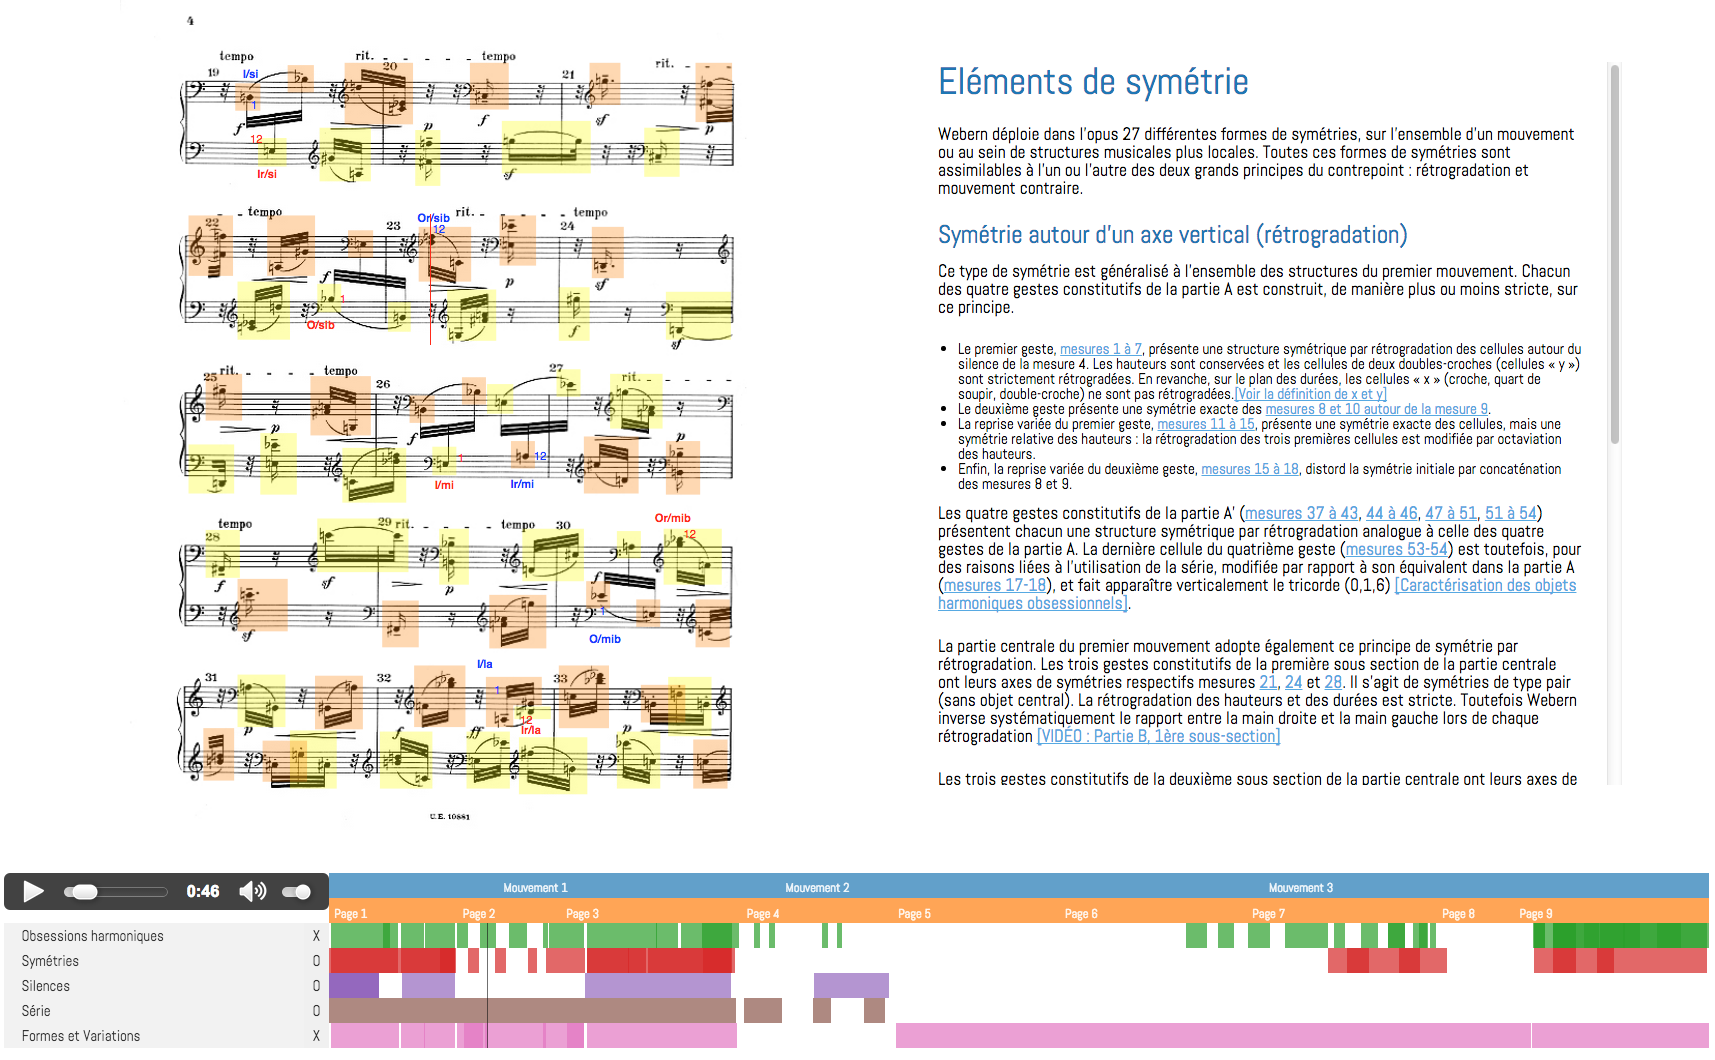 4
tempo rit. tempo rit.
19 20 21
I/si
1
f p f sf p
12
sf
Ir/si
tempo rit. tempo
22 23 24
Or/sib
12
f p sf
1
O/sib
f sf
rit. tempo rit.
25 26 27
p f p
1 12
I/mi Ir/mi
tempo 29 rit. tempo 30
28
Or/mib
12
sf p f
1
sf
O/mib
31 32 33
I/la
1
p f ff 12
Ir/la
U.E. 10881
Eléments de symétrie
Webern déploie dans l'opus 27 différentes formes de symétries, sur l'ensemble d'un mouvement
ou au sein de structures musicales plus locales. Toutes ces formes de symétries sont
assimilables à l'un ou l'autre des deux grands principes du contrepoint : rétrogradation et
mouvement contraire.
Symétrie autour d'un axe vertical (rétrogradation)
Ce type de symétrie est généralisé à l'ensemble des structures du premier mouvement. Chacun
des quatre gestes constitutifs de la partie A est construit, de manière plus ou moins stricte, sur
ce principe.
• Le premier geste, mesures 1 à 7, présente une structure symétrique par rétrogradation des cellules autour du
silence de la mesure 4. Les hauteurs sont conservées et les cellules de deux doubles-croches (cellules « y »)
sont strictement rétrogradées. En revanche, sur le plan des durées, les cellules « x » (croche, quart de
soupir, double-croche) ne sont pas rétrogradées.[Voir la définition de x et y]
• Le deuxième geste présente une symétrie exacte des mesures 8 et 10 autour de la mesure 9.
• La reprise variée du premier geste, mesures 11 à 15, présente une symétrie exacte des cellules, mais une
symétrie relative des hauteurs : la rétrogradation des trois premières cellules est modifiée par octaviation
des hauteurs.
• Enfin, la reprise variée du deuxième geste, mesures 15 à 18, distord la symétrie initiale par concaténation
des mesures 8 et 9.
Les quatre gestes constitutifs de la partie A' (mesures 37 à 43, 44 à 46, 47 à 51, 51 à 54)
présentent chacun une structure symétrique par rétrogradation analogue à celle des quatre
gestes de la partie A. La dernière cellule du quatrième geste (mesures 53-54) est toutefois, pour
des raisons liées à l'utilisation de la série, modifiée par rapport à son équivalent dans la partie A
(mesures 17-18), et fait apparaître verticalement le tricorde (0,1,6) [Caractérisation des objets
harmoniques obsessionnels].
La partie centrale du premier mouvement adopte également ce principe de symétrie par
rétrogradation. Les trois gestes constitutifs de la première sous section de la partie centrale
ont leurs axes de symétries respectifs mesures 21, 24 et 28. Il s'agit de symétries de type pair
(sans objet central). La rétrogradation des hauteurs et des durées est stricte. Toutefois Webern
inverse systématiquement le rapport entre la main droite et la main gauche lors de chaque
rétrogradation [VIDÉO : Partie B, 1ère sous-section]
Les trois gestes constitutifs de la deuxième sous section de la partie centrale ont leurs axes de
0:46
Mouvement 1 Mouvement 2 Mouvement 3
Page 1 Page 2 Page 3 Page 4 Page 5 Page 6 Page 7 Page 8 Page 9
Obsessions harmoniques X
Symétries O
Silences O
Série O
Formes et Variations X